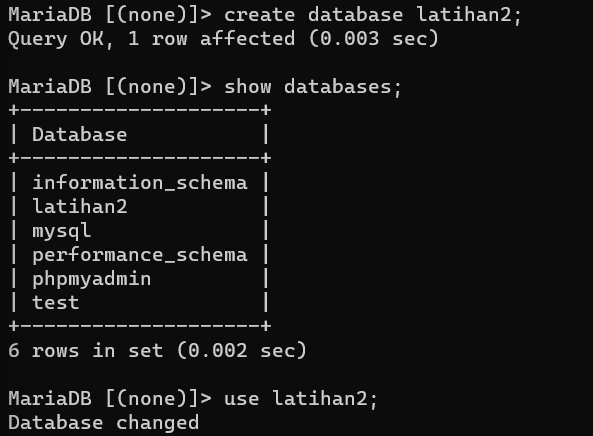 MariaDB [(none)]> create database latihan2;
Query OK, 1 row affected (0.003 sec)
MariaDB [(none)]> show databases;
+--------------------+
| Database           |
+--------------------+
| information_schema |
| latihan2           |
| mysql              |
| performance_schema |
| phpmyadmin         |
| test               |
+--------------------+
6 rows in set (0.002 sec)
MariaDB [(none)]> use latihan2;
Database changed